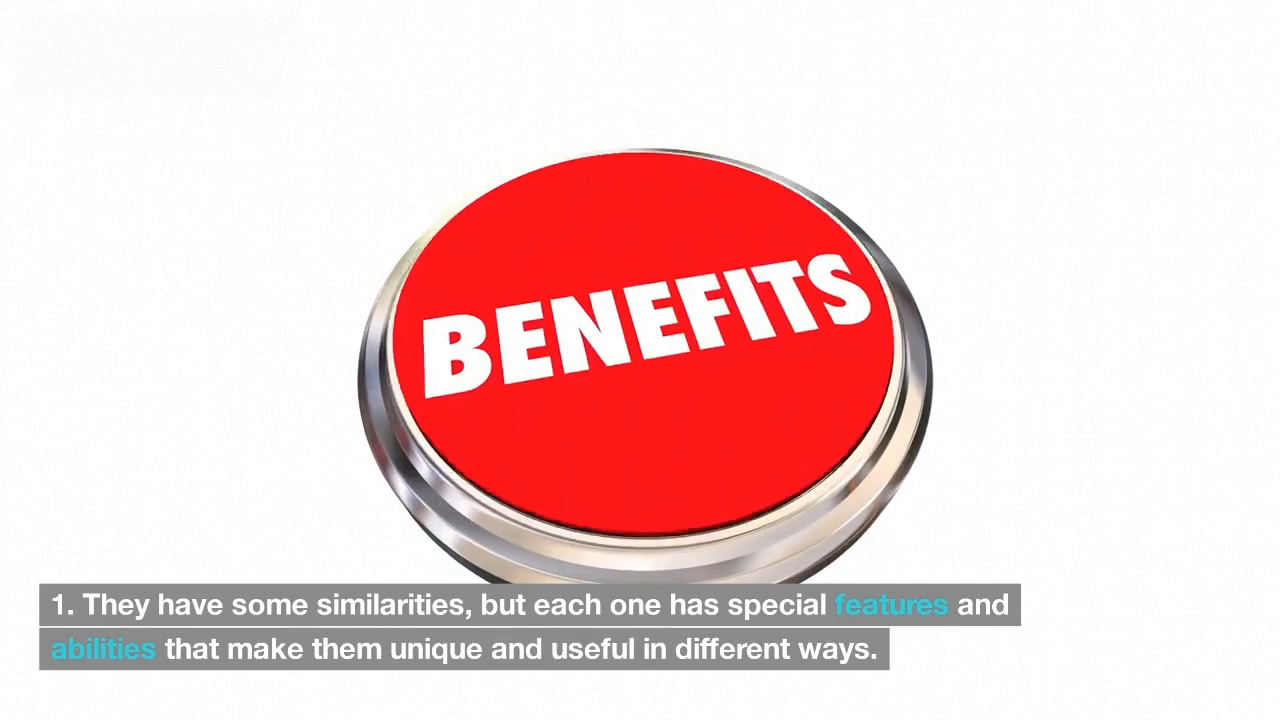 BENEFITS
1. They have some similarities, but each one has special features and
abilities that make them unique and useful in different ways.